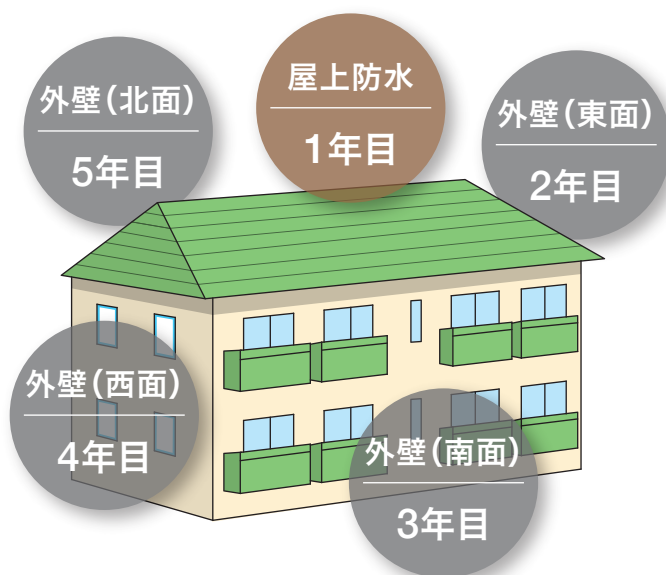 屋上防水
1年目
外壁(北面)
5年目
外壁(東面)
2年目
外壁(西面)
4年目
外壁(南面)
3年目